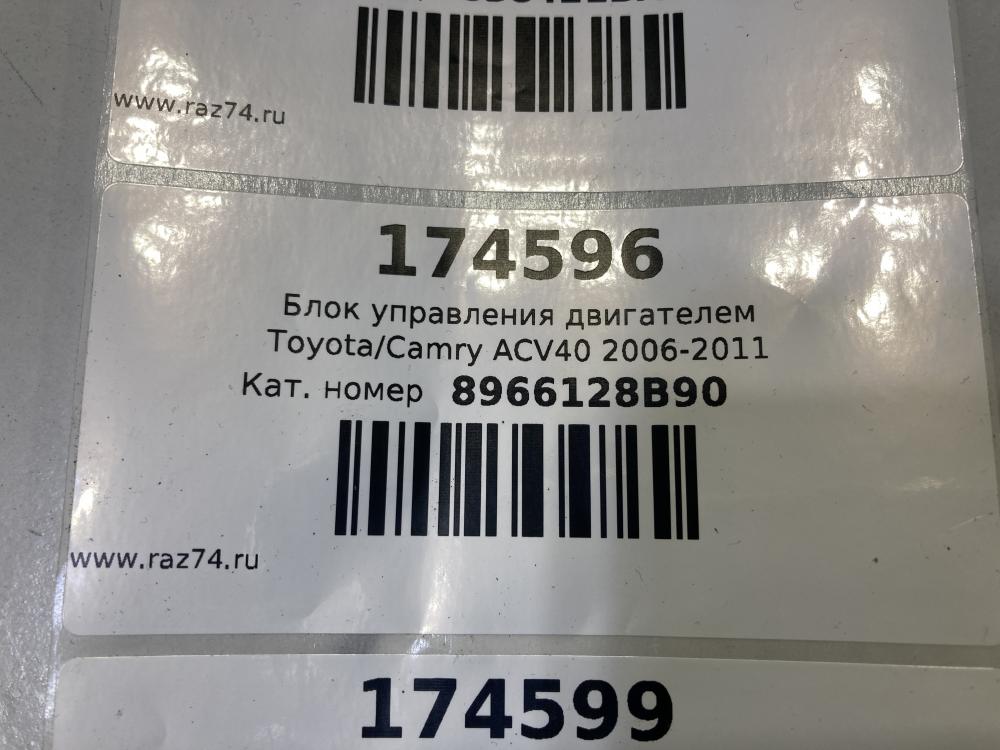 www.raz74.ru
174596
Блок управления двигателем
Toyota/Camry ACV40 2006-2011
Кат. номер 8966128B90
www.raz74.ru
174599